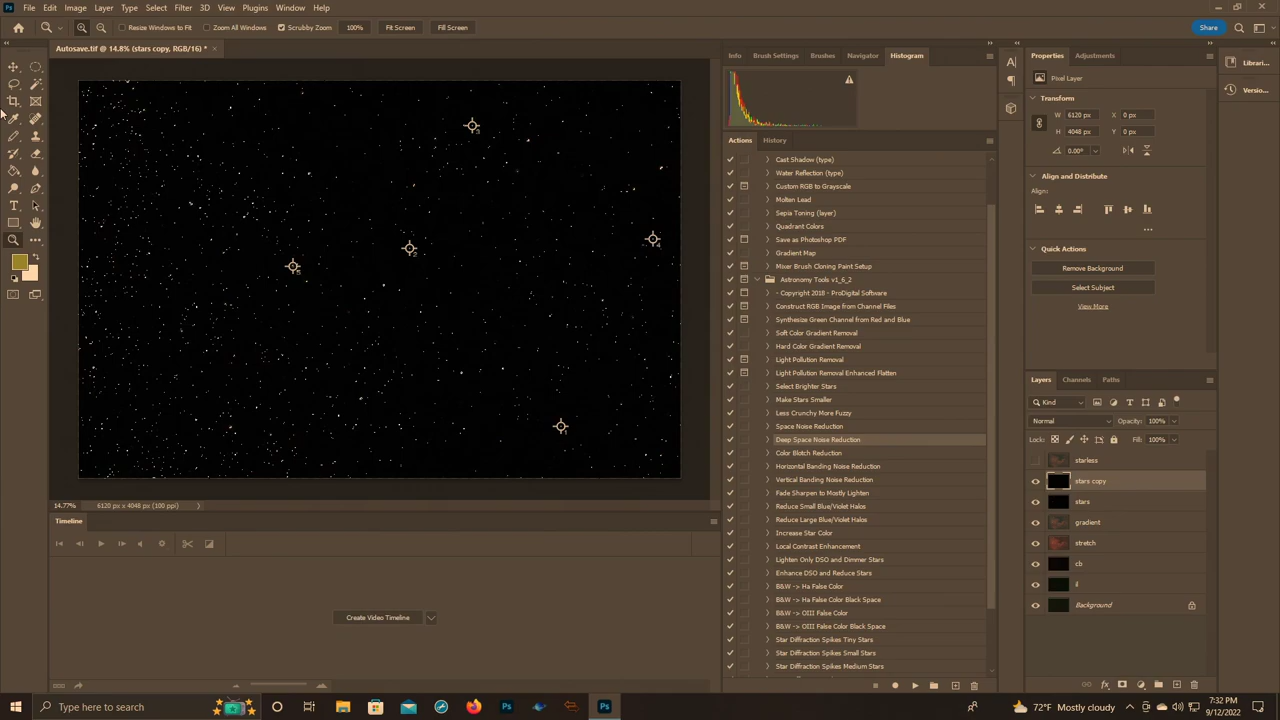 Ps File Edit Image Layer Type Select Filter 3D View Plugins Window Help
Resize Windows to Fit Zoom All Windows Scrubby Zoom 100% Fit Screen Fill Screen Share
Autosave.tif @ 14.8% (stars copy, RGB/16) * ×
3
2
4
5
1
14.77% 6120 px x 4048 px (100 ppi)
Timeline
Create Video Timeline
Info Brush Settings Brushes Navigator Histogram
Actions History
Cast Shadow (type)
Water Reflection (type)
Custom RGB to Grayscale
Molten Lead
Sepia Toning (layer)
Quadrant Colors
Save as Photoshop PDF
Gradient Map
Mixer Brush Cloning Paint Setup
Astronomy Tools v1_6_2
- Copyright 2018 - ProDigital Software
Construct RGB Image from Channel Files
Synthesize Green Channel from Red and Blue
Soft Color Gradient Removal
Hard Color Gradient Removal
Light Pollution Removal
Light Pollution Removal Enhanced Flatten
Select Brighter Stars
Make Stars Smaller
Less Crunchy More Fuzzy
Space Noise Reduction
Deep Space Noise Reduction
Color Blotch Reduction
Horizontal Banding Noise Reduction
Vertical Banding Noise Reduction
Fade Sharpen to Mostly Lighten
Reduce Small Blue/Violet Halos
Reduce Large Blue/Violet Halos
Increase Star Color
Local Contrast Enhancement
Lighten Only DSO and Dimmer Stars
Enhance DSO and Reduce Stars
B&W -> Ha False Color
B&W -> Ha False Color Black Space
B&W -> OIII False Color
B&W -> OIII False Color Black Space
Star Diffraction Spikes Tiny Stars
Star Diffraction Spikes Small Stars
Star Diffraction Spikes Medium Stars
Properties Adjustments
Pixel Layer
Transform
W 6120 px X 0 px
H 4048 px Y 0 px
0.00°
Align and Distribute
Align:
Quick Actions
Remove Background
Select Subject
View More
Layers Channels Paths
Kind
Normal Opacity: 100%
Lock: Fill: 100%
starless
stars copy
stars
gradient
stretch
cb
il
Background
Librari...
Versio...
Type here to search
Ps Ps
72°F Mostly cloudy
7:32 PM
9/12/2022